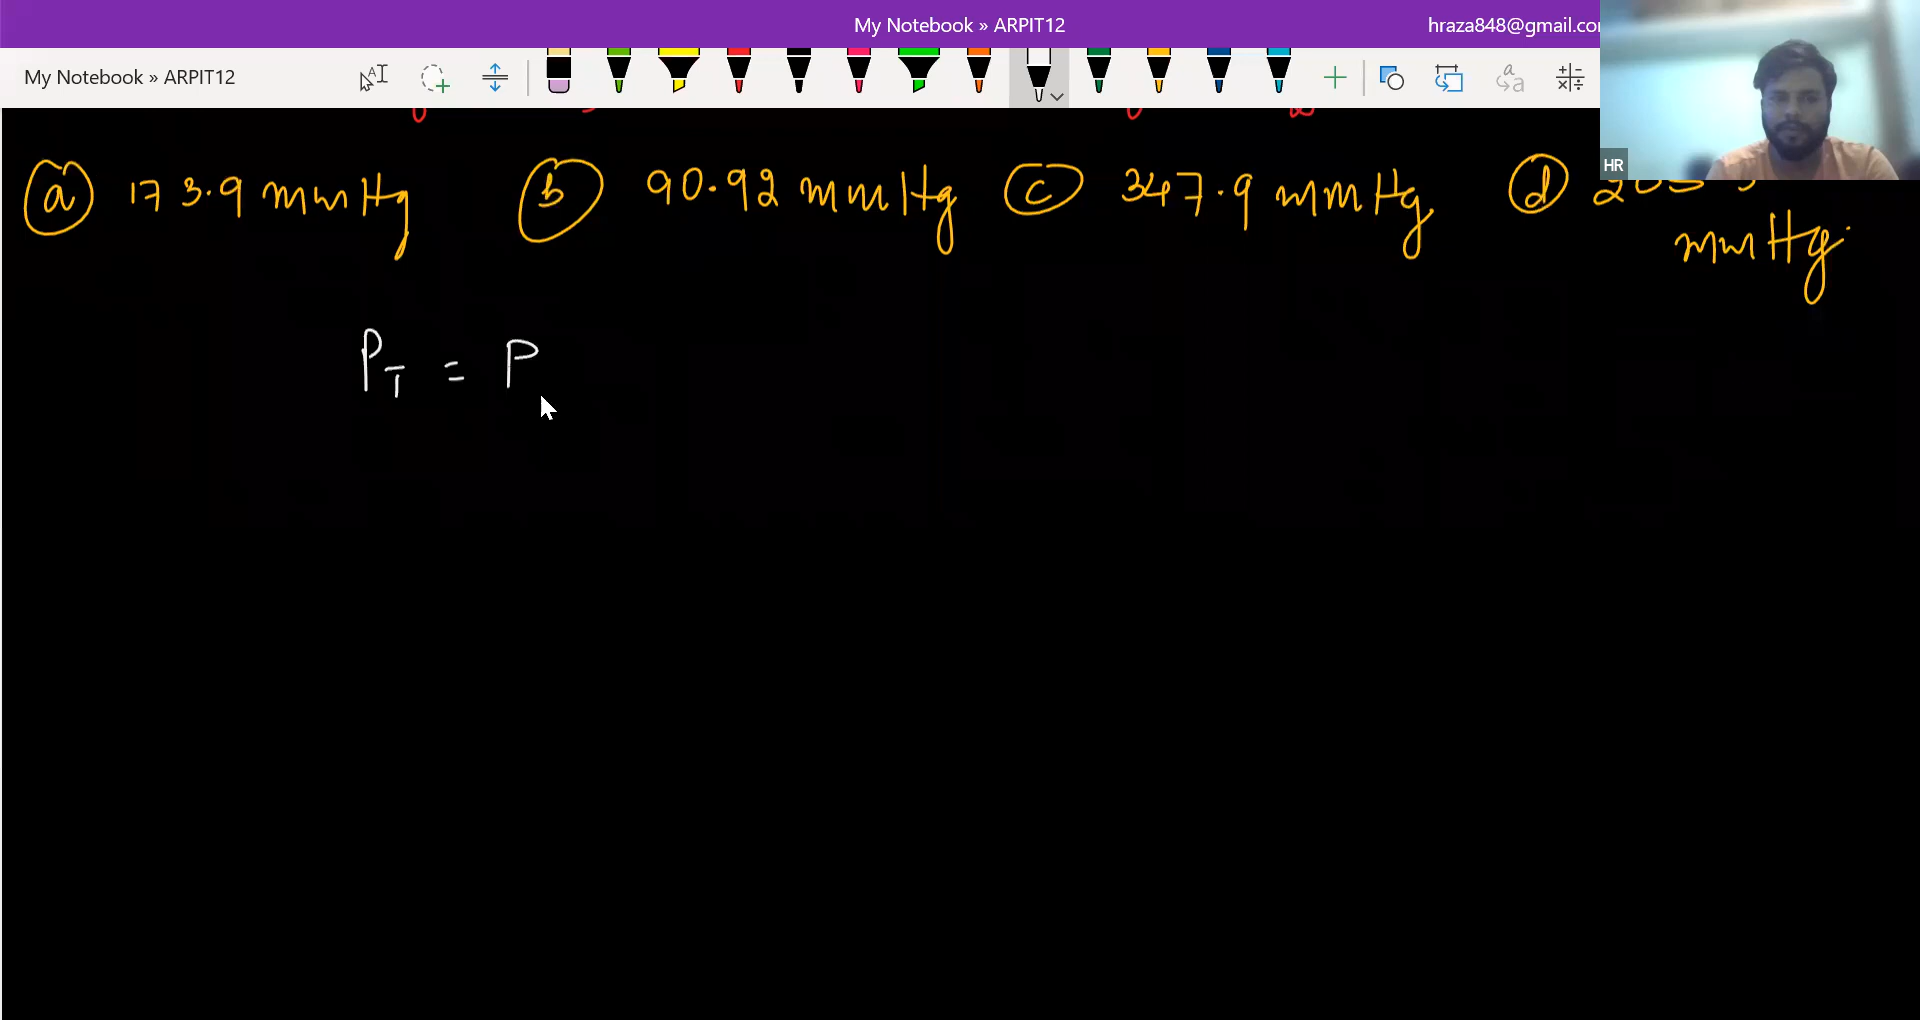 My Notebook » ARPIT12
hraza848@gmail.co
My Notebook » ARPIT12
HR
(a) 173.9 mmHg (b) 90.92 mmHg (c) 347.9 mmHg (d)
mmHg
P_T = P